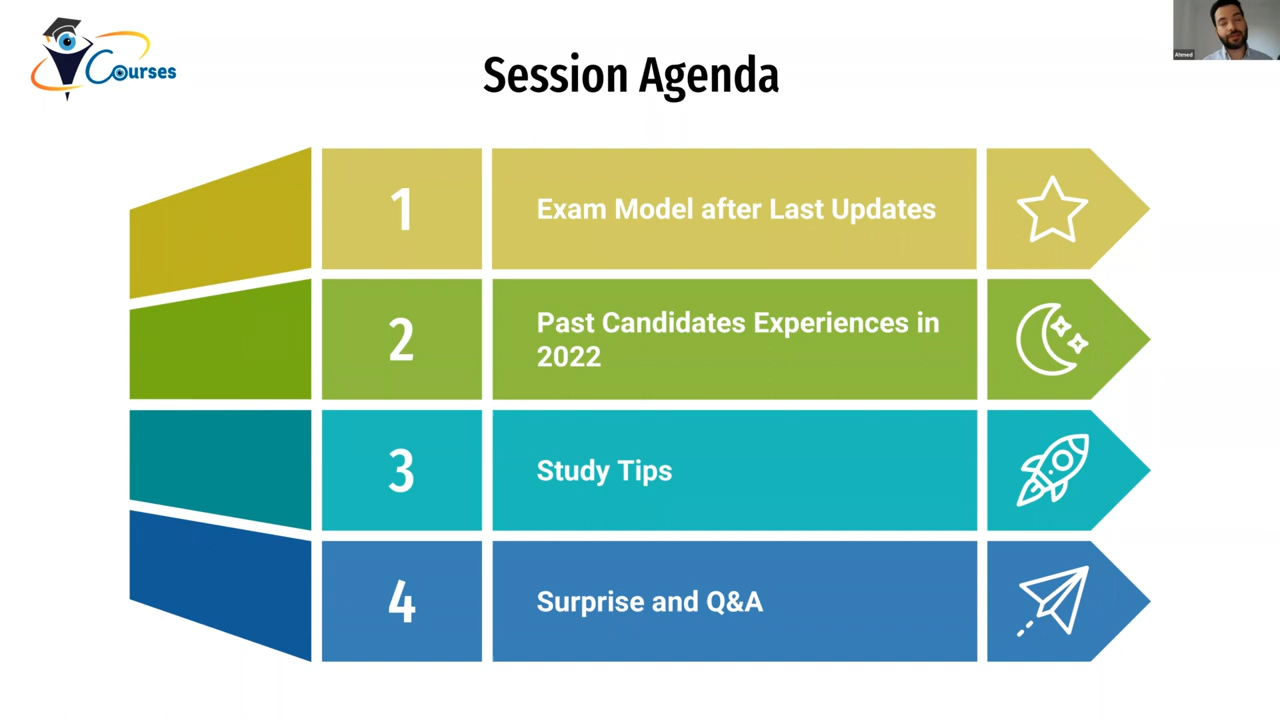 Courses
Session Agenda
Ahmed
1
Exam Model after Last Updates
2
Past Candidates Experiences in
2022
3
Study Tips
4
Surprise and Q&A